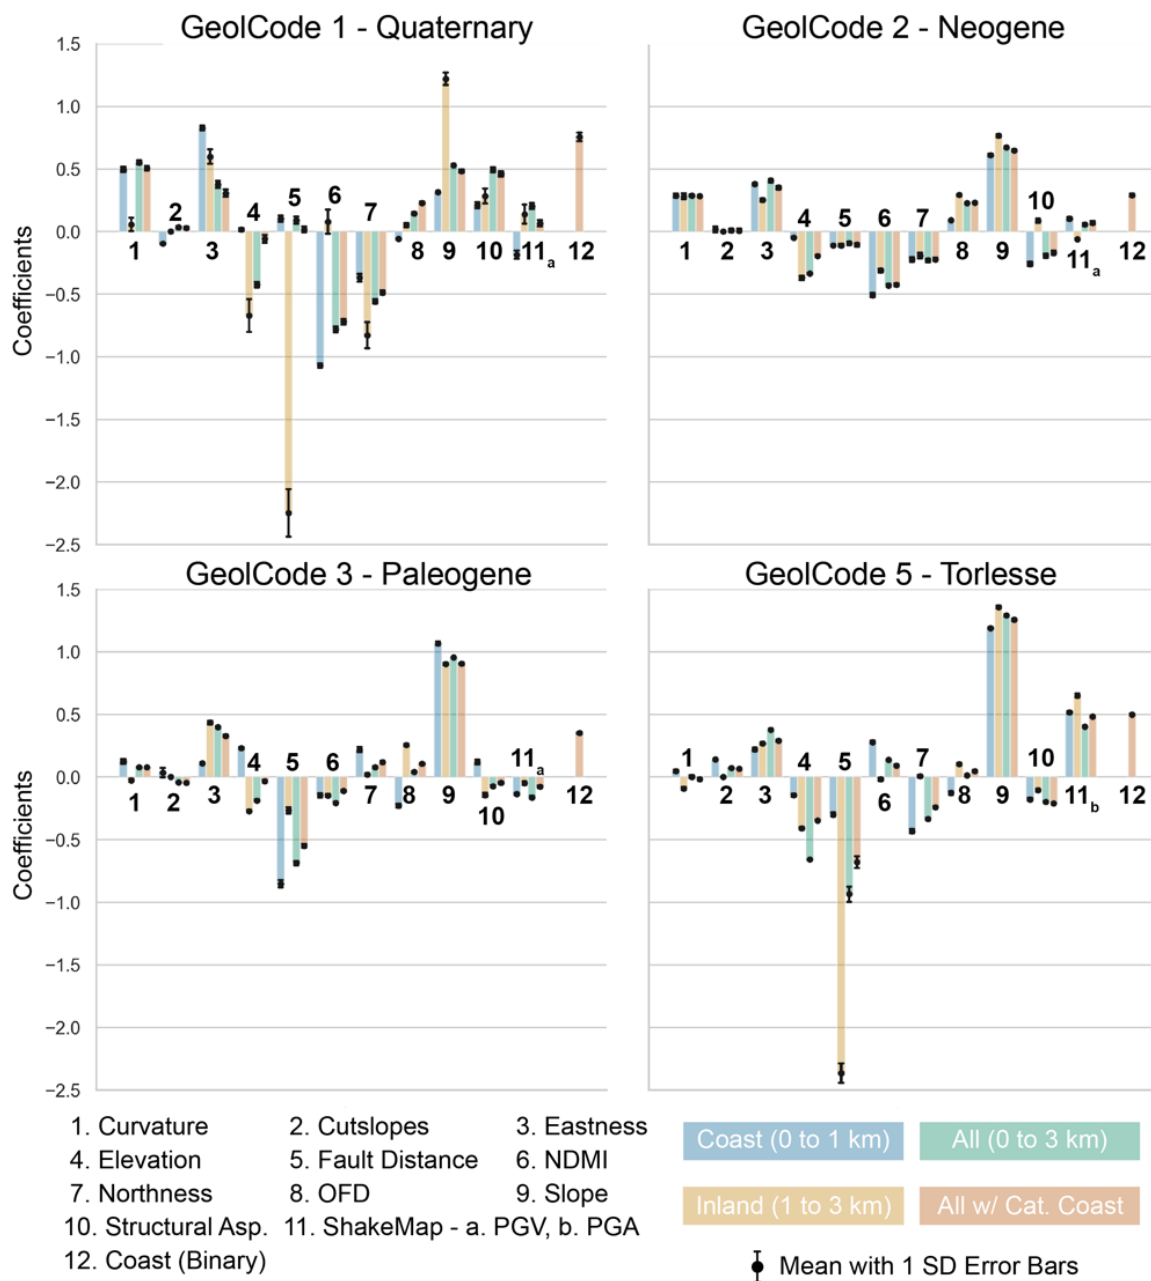 GeolCode 1 - Quaternary
GeolCode 2 - Neogene
1.5
1.0
0.5
0.0
−0.5
−1.0
−1.5
−2.0
−2.5
Coefficients
1 2 3 4 5 6 7 8 9 10 11a 12
1 2 3 4 5 6 7 8 9 10 11a 12
GeolCode 3 - Paleogene
GeolCode 5 - Torlesse
1.5
1.0
0.5
0.0
−0.5
−1.0
−1.5
−2.0
−2.5
Coefficients
1 2 3 4 5 6 7 8 9 10 11a 12
1 2 3 4 5 6 7 8 9 10 11b 12
1. Curvature 2. Cutslopes 3. Eastness
4. Elevation 5. Fault Distance 6. NDMI
7. Northness 8. OFD 9. Slope
10. Structural Asp. 11. ShakeMap - a. PGV, b. PGA
12. Coast (Binary)
Coast (0 to 1 km) All (0 to 3 km)
Inland (1 to 3 km) All w/ Cat. Coast
Mean with 1 SD Error Bars